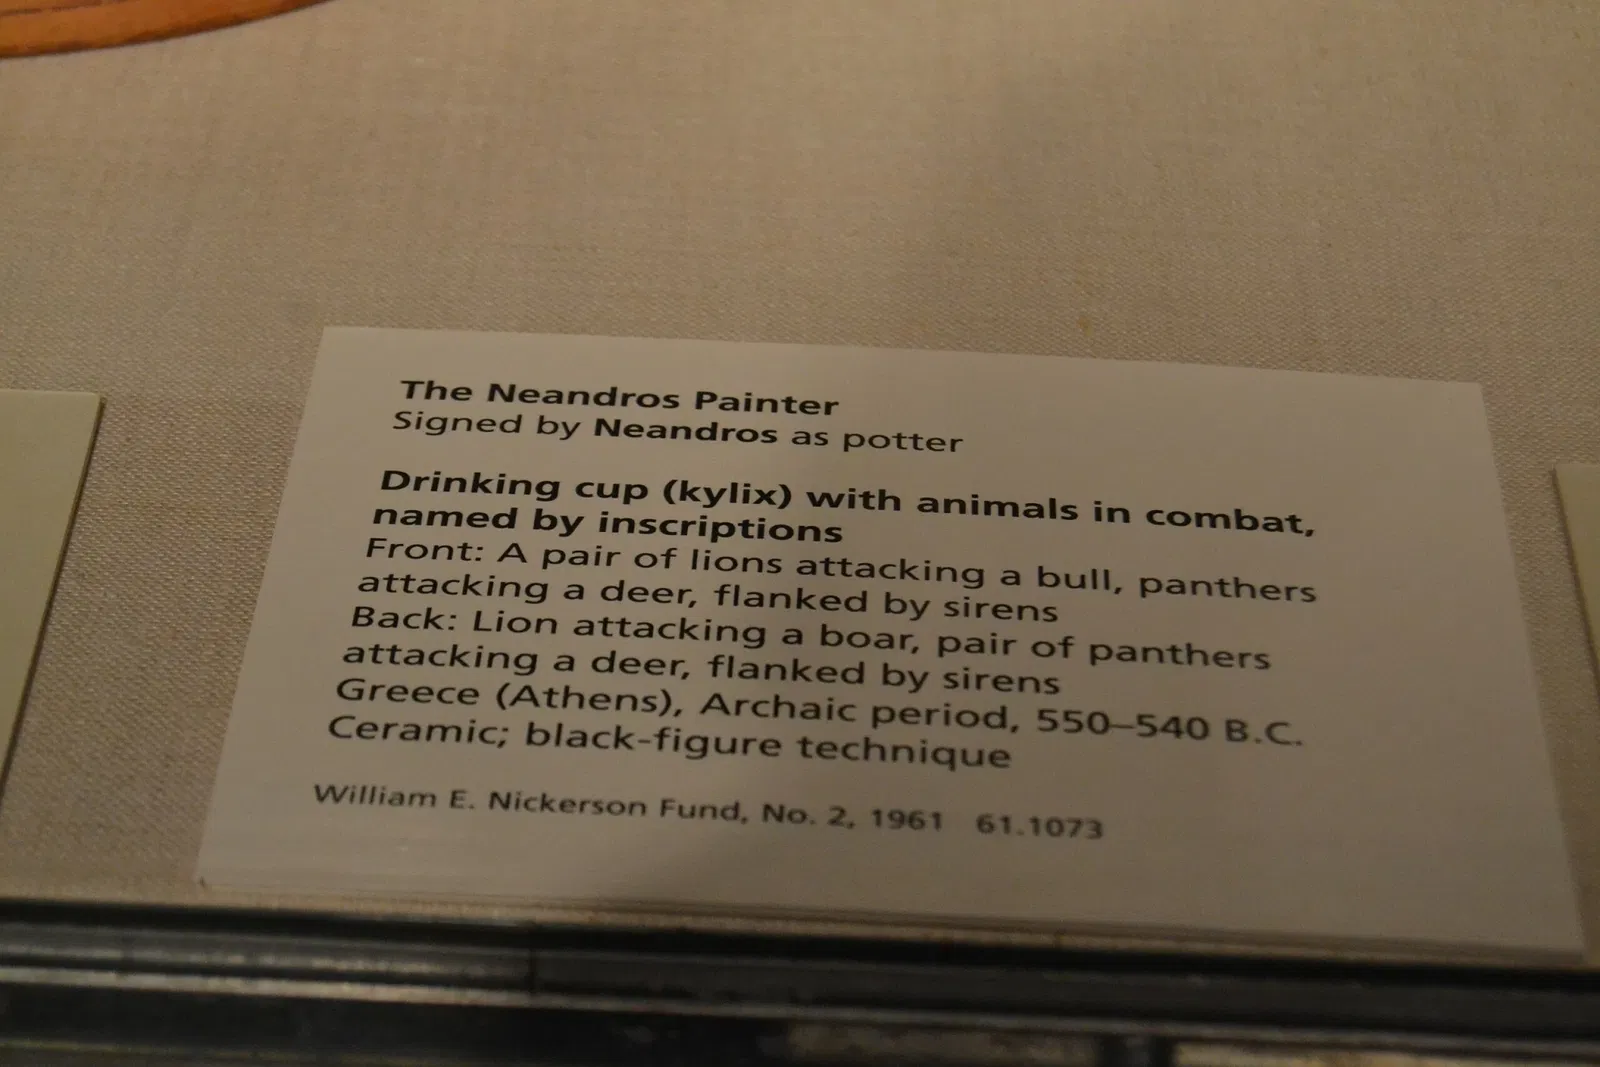 The Neandros Painter
Signed by Neandros as potter
Drinking cup (kylix) with animals in combat,
named by inscriptions
Front: A pair of lions attacking a bull, panthers
attacking a deer, flanked by sirens
Back: Lion attacking a boar, pair of panthers
attacking a deer, flanked by sirens
Greece (Athens), Archaic period, 550–540 B.C.
Ceramic; black-figure technique
William E. Nickerson Fund, No. 2, 1961 61.1073